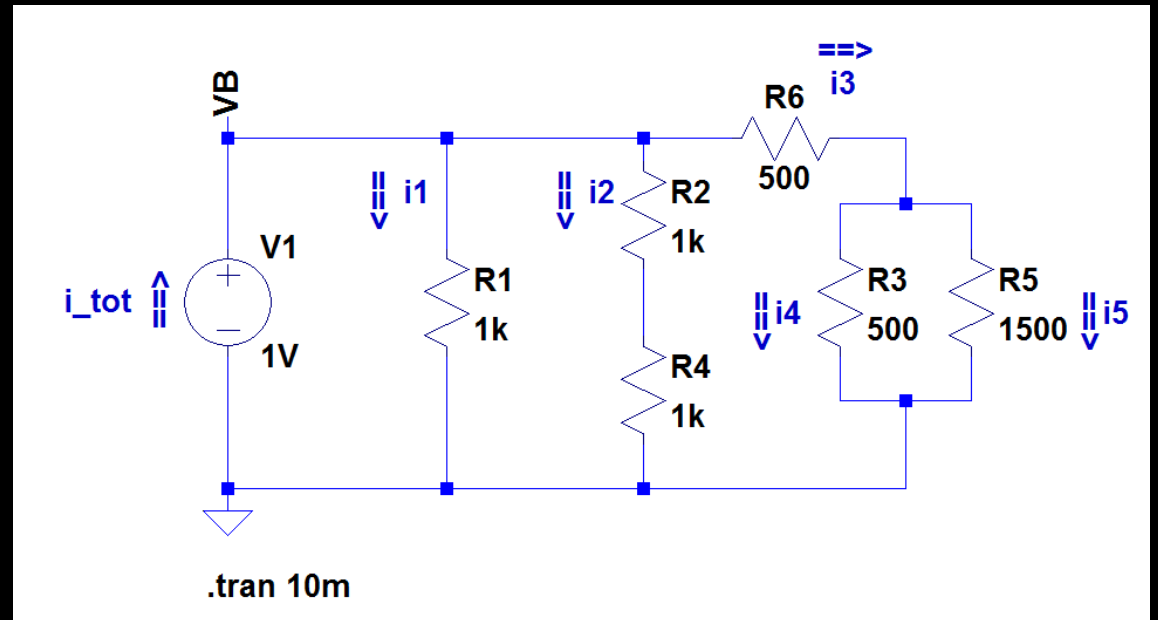 VB
==>
i3
R6
500
==> i1
==> i2
R2
1k
V1
1V
i_tot ==>
R1
1k
R3
500
R5
1500
==> i4
==> i5
R4
1k
.tran 10m